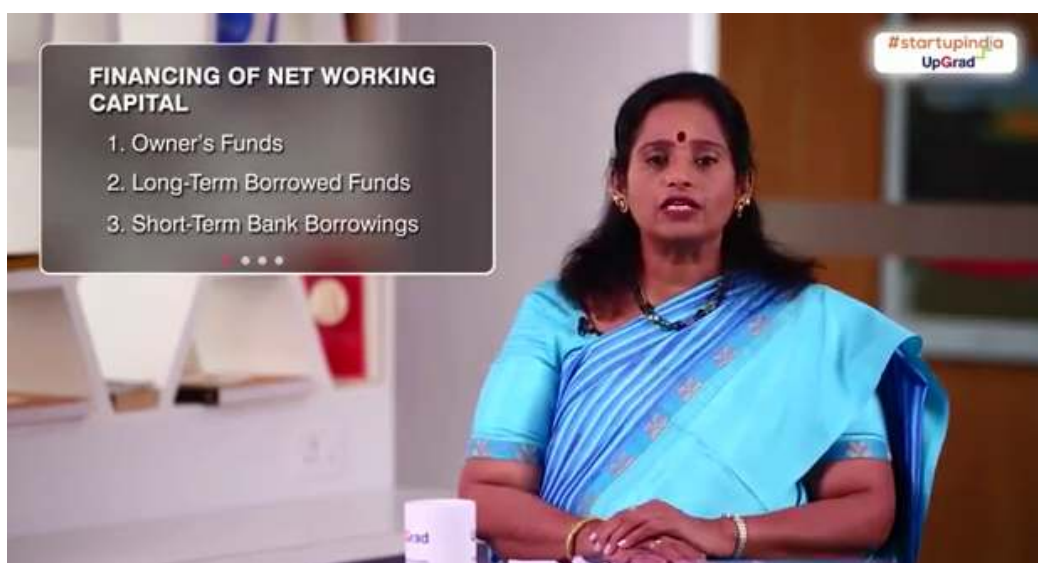 FINANCING OF NET WORKING
CAPITAL
1. Owner's Funds
2. Long-Term Borrowed Funds
3. Short-Term Bank Borrowings
#startupindia
UpGrad
Grad